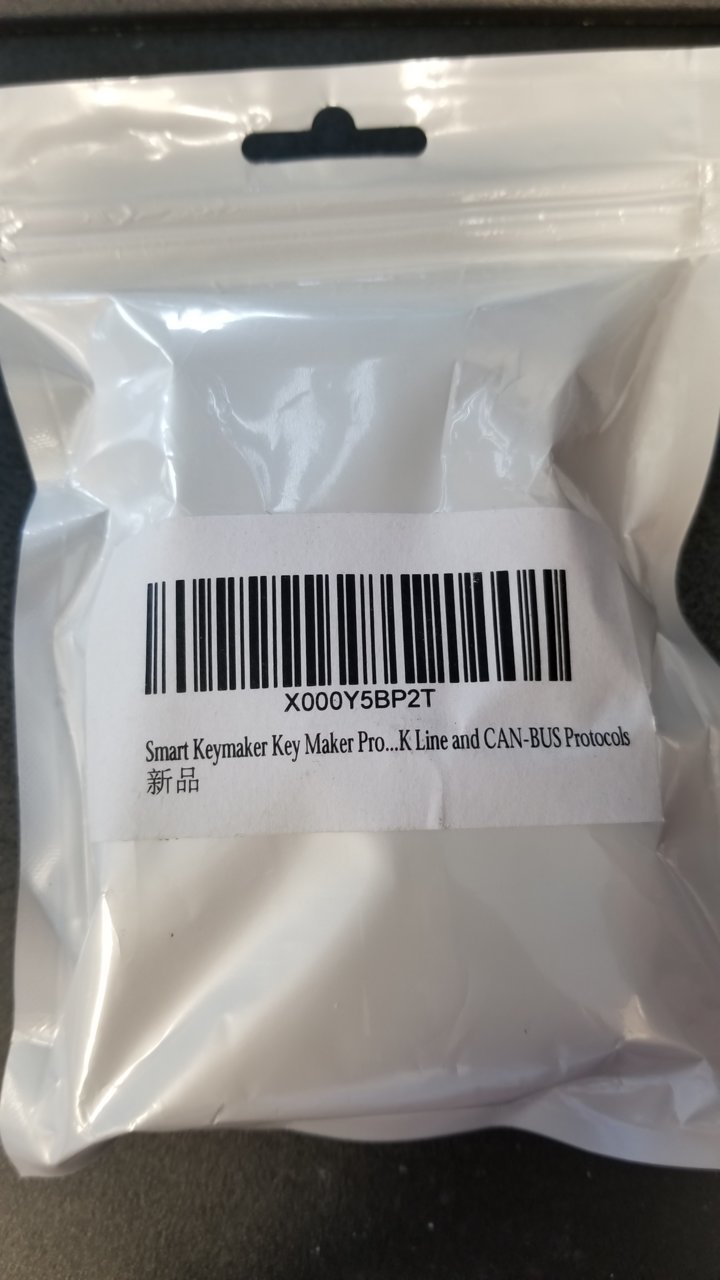 X000Y5BP2T
Smart Keymaker Key Maker Pro...K Line and CAN-BUS Protocols
新品